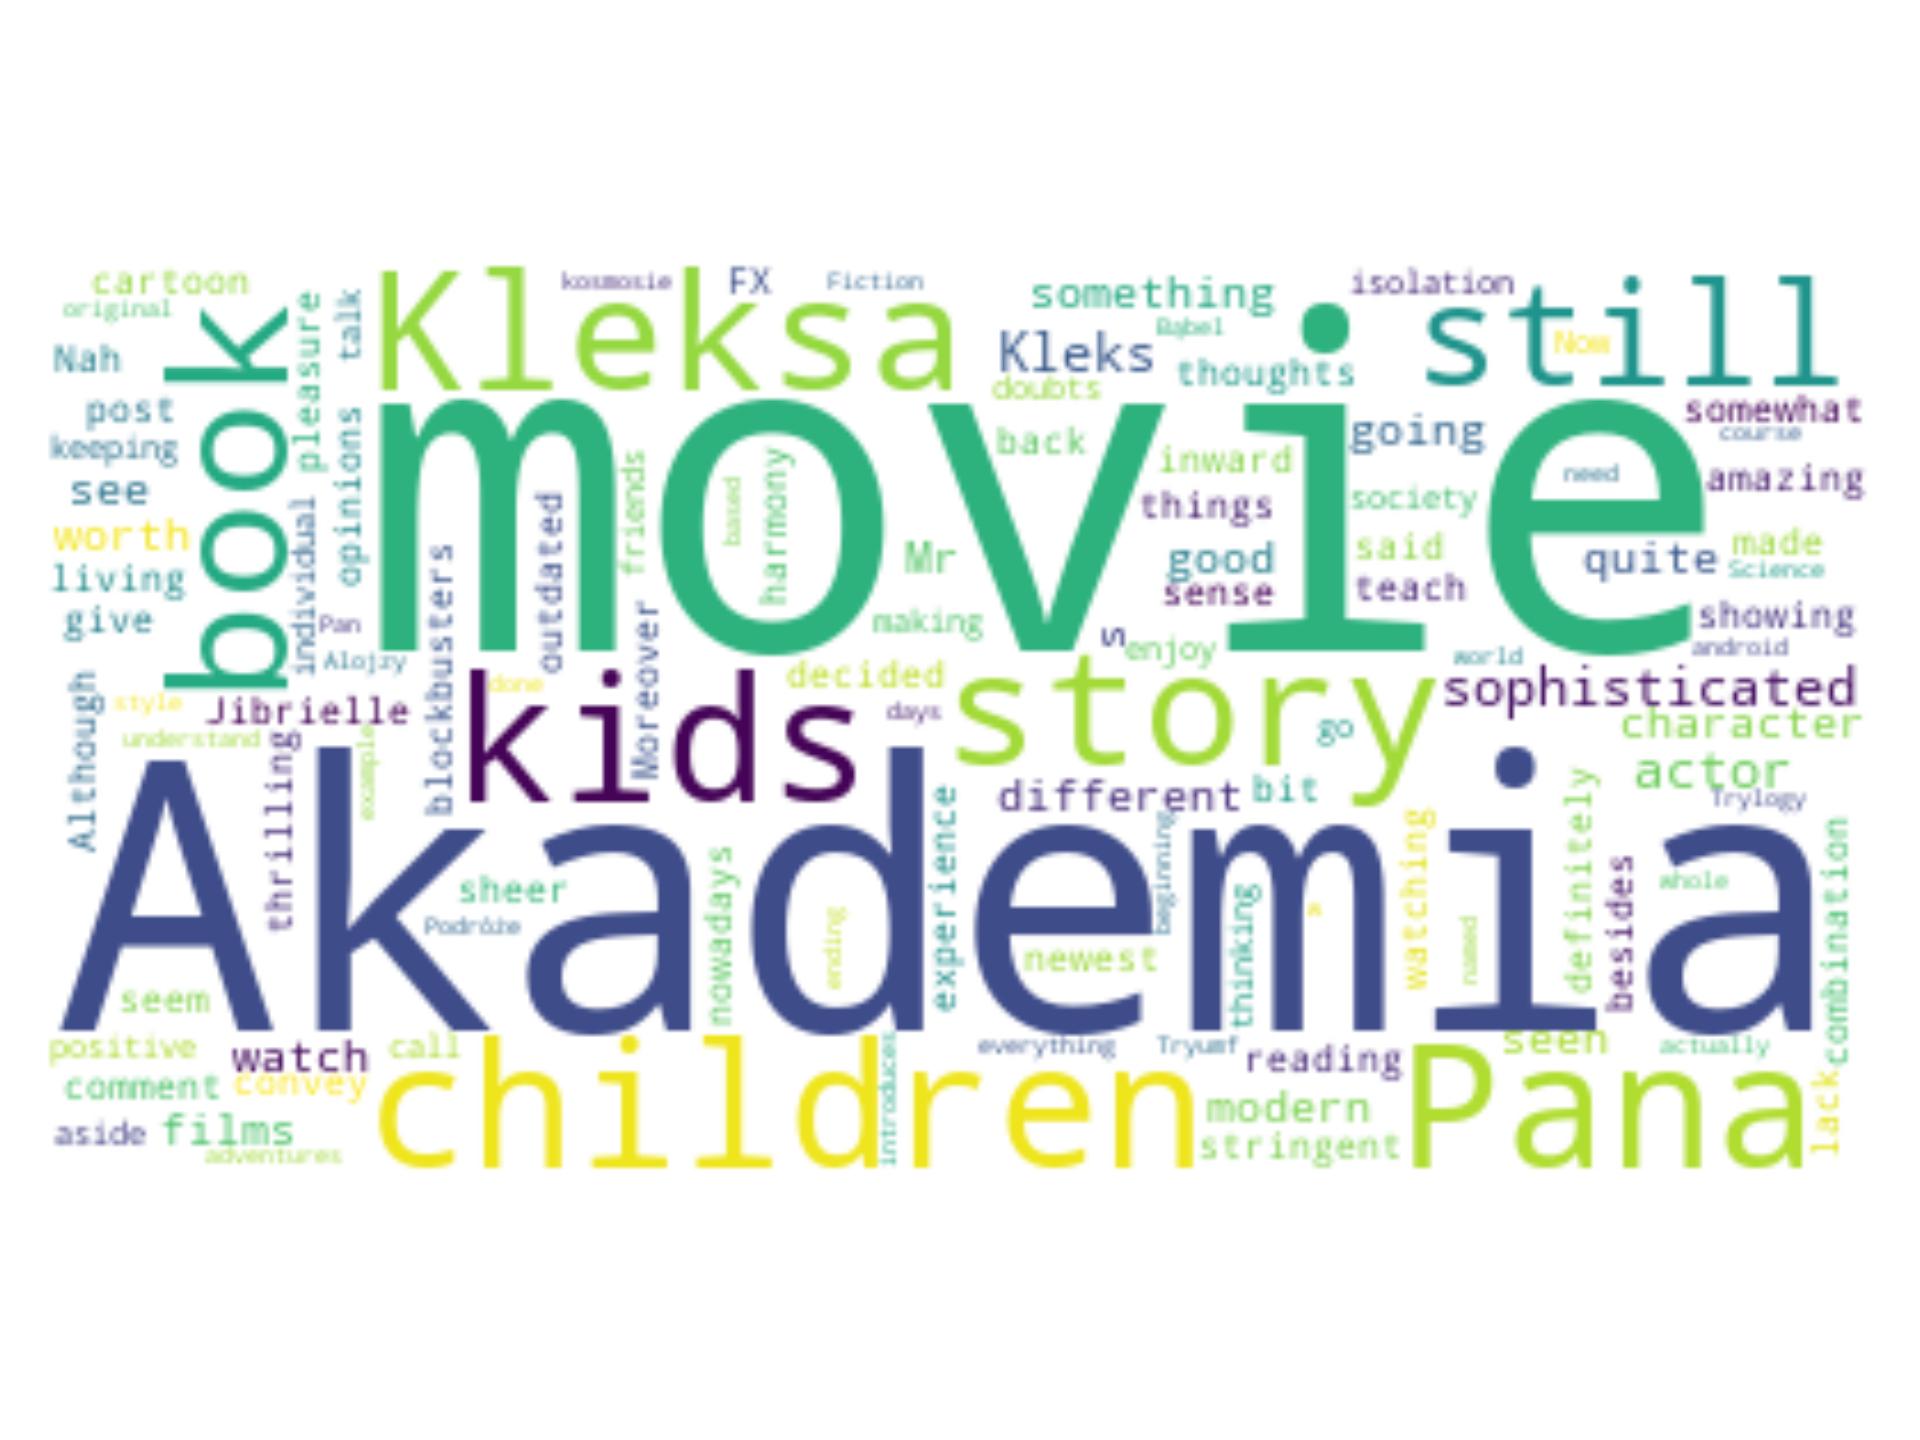 cartoon
original
Nah
post
keeping
see
worth
living
give
book
pleasure
talk
opinions
individual
Pan
Alojzy
Kleksa
kosmosie
FX
Fiction
something
Bąbel
Kleks
thoughts
doubts
isolation
still
Now
somewhat
course
movie
back
inward
going
things
society
need
amazing
based
harmony
friends
outdated
blockbusters
Moreover
Mr
good
said
quite
made
Science
sense
teach
making
s
enjoy
showing
android
world
Although
style
understand
Jibrielle
thrilling
example
done
kids
decided
days
story
go
sophisticated
character
actor
Trylogy
different
bit
Akademia
sheer
Podróże
nowadays
ending
experience
newest
beginning
thinking
a
watching
named
definitely
besides
whole
combination
seem
positive
watch
call
comment
convey
aside
films
adventures
children
introduces
everything
Tryumf
reading
modern
stringent
seen
actually
Pana
lack